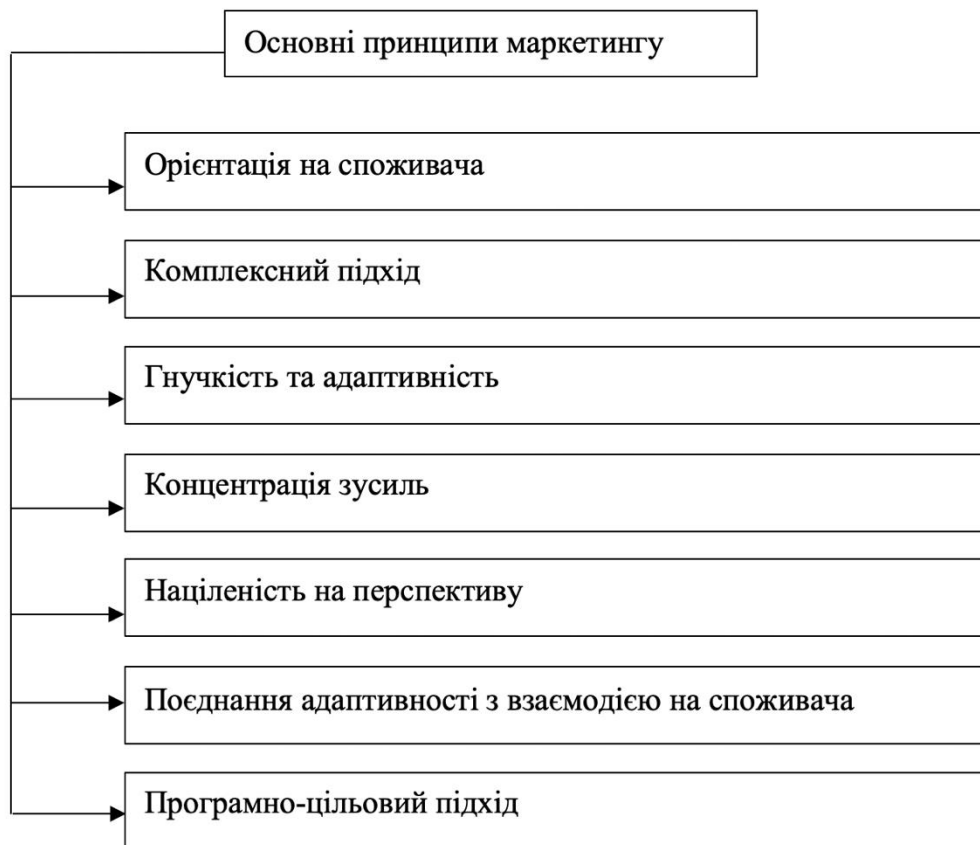 Основні принципи маркетингу
Орієнтація на споживача
Комплексний підхід
Гнучкість та адаптивність
Концентрація зусиль
Націленість на перспективу
Поєднання адаптивності з взаємодією на споживача
Програмно-цільовий підхід